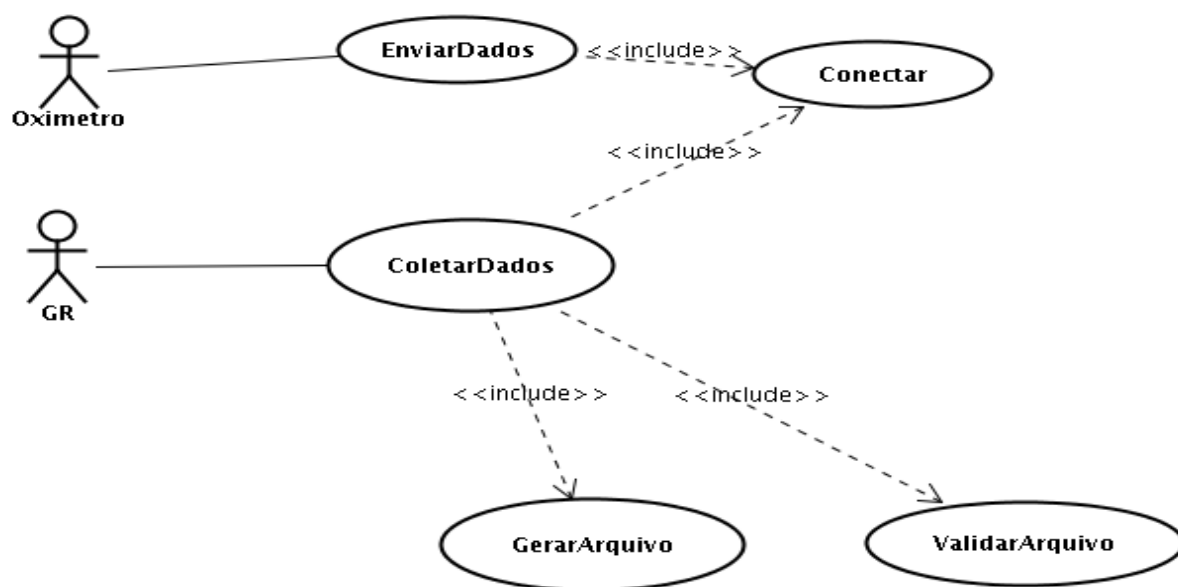 EnviarDados
<<include>>
Conectar
Oximetro
<<include>>
ColetarDados
GR
<<include>>
<<include>>
GerarArquivo
ValidarArquivo